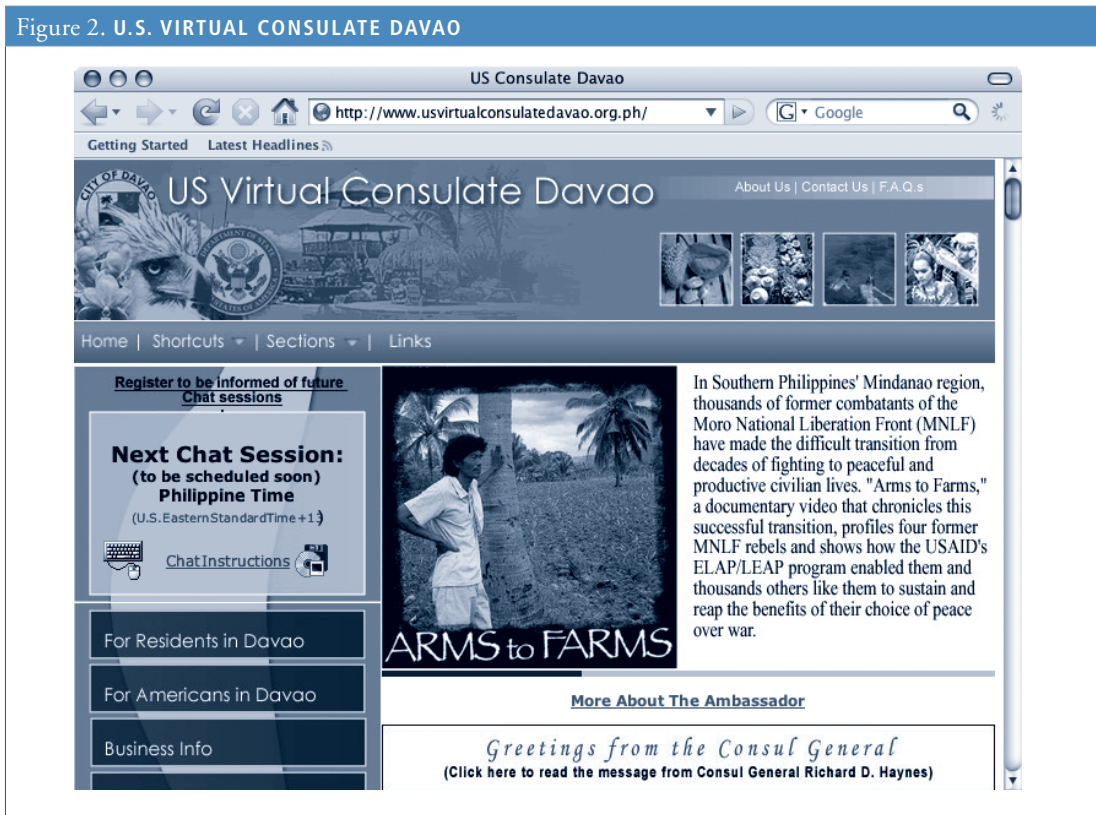 Figure 2. U.S. VIRTUAL CONSULATE DAVAO
US Consulate Davao
http://www.usvirtualconsulatedavao.org.ph/
G Google
Getting Started Latest Headlines
CITY OF DAVAO
US Virtual Consulate Davao
About Us | Contact Us | F.A.Q.s
DEPARTMENT OF STATE
Home | Shortcuts | Sections | Links
Register to be informed of future
Chat sessions
Next Chat Session:
(to be scheduled soon)
Philippine Time
(U.S.EasternStandardTime+13)
ChatInstructions
For Residents in Davao
For Americans in Davao
Business Info
ARMS to FARMS
In Southern Philippines' Mindanao region,
thousands of former combatants of the
Moro National Liberation Front (MNLF)
have made the difficult transition from
decades of fighting to peaceful and
productive civilian lives. "Arms to Farms,"
a documentary video that chronicles this
successful transition, profiles four former
MNLF rebels and shows how the USAID's
ELAP/LEAP program enabled them and
thousands others like them to sustain and
reap the benefits of their choice of peace
over war.
More About The Ambassador
Greetings from the Consul General
(Click here to read the message from Consul General Richard D. Haynes)